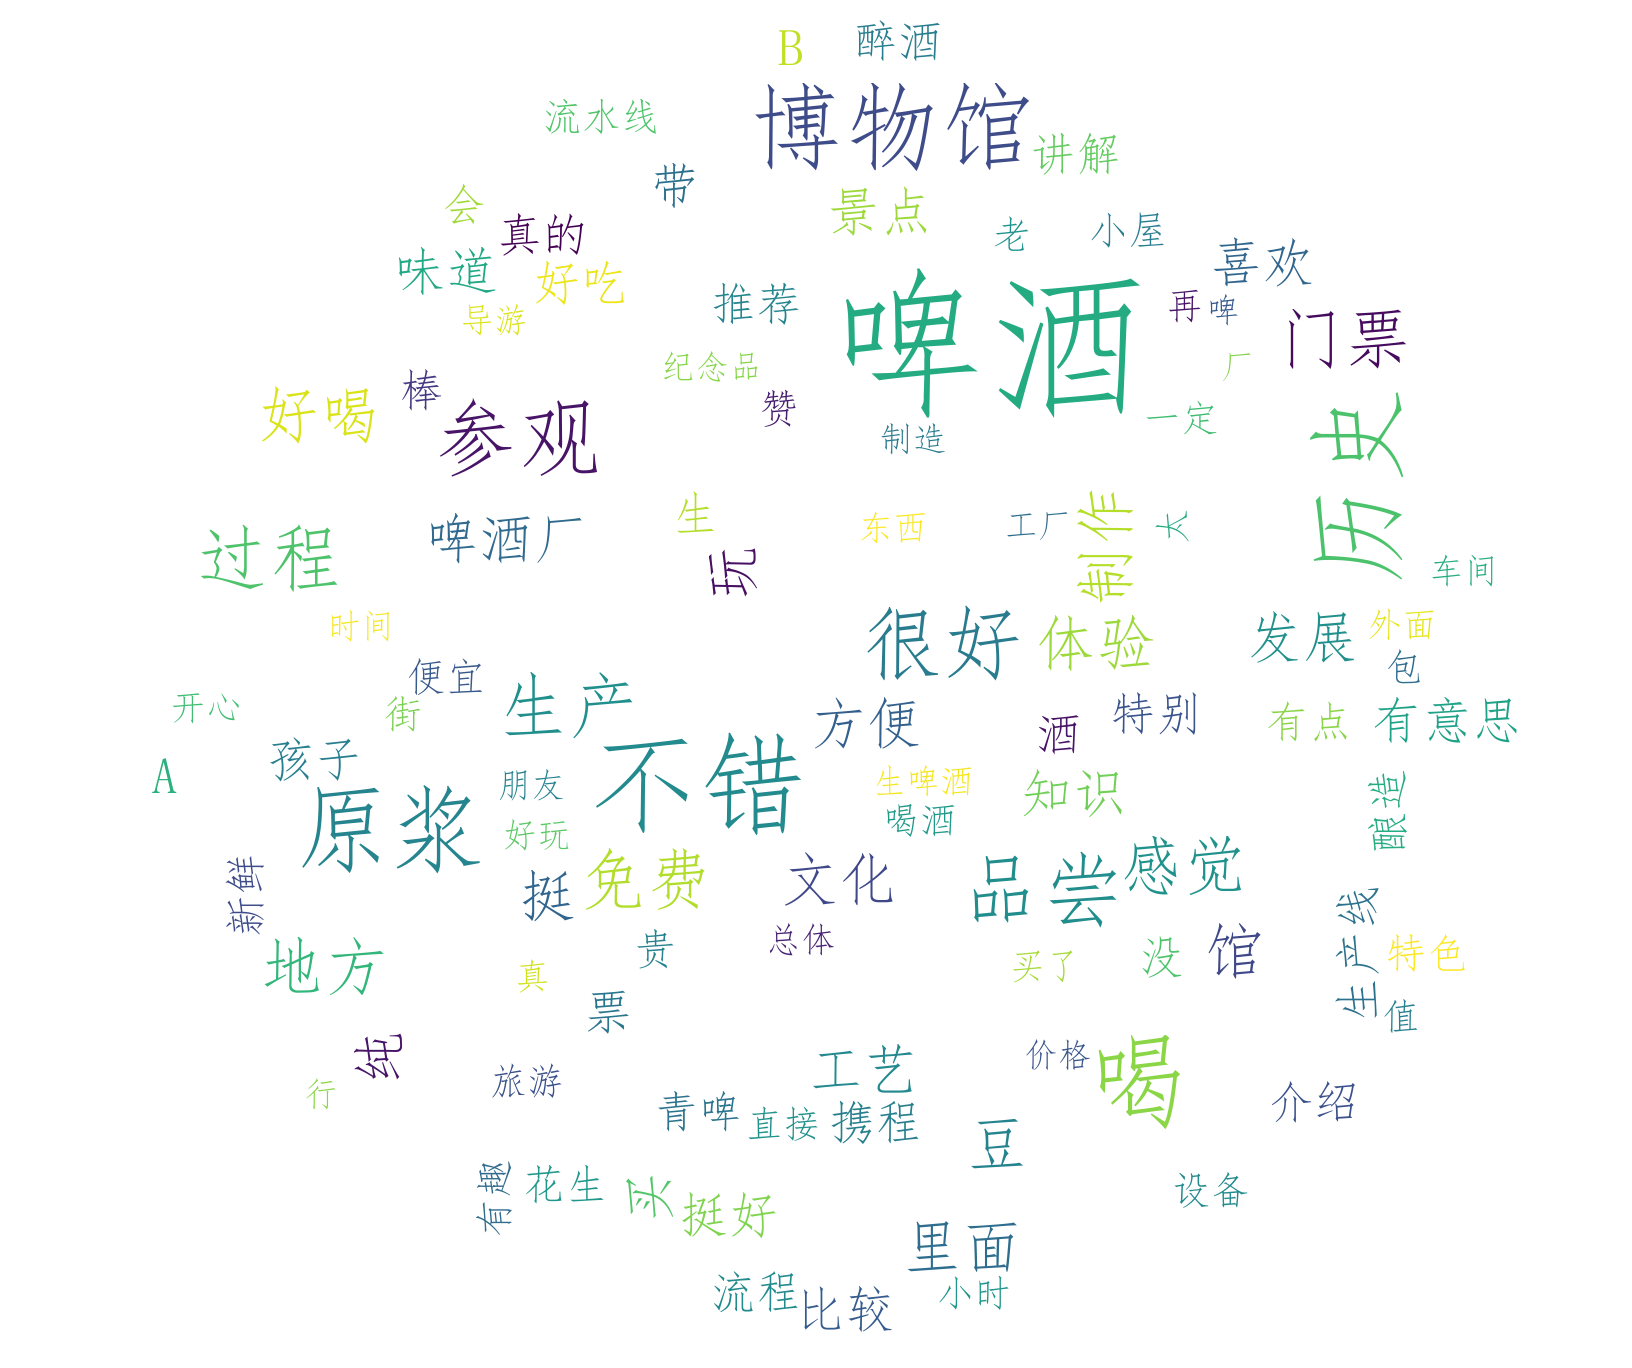 B
醉酒
博物馆
流水线
讲解
带
会
景点
真的
老
小屋
味道
好吃
喜欢
推荐
啤酒
再
啤
导游
门票
纪念品
厂
棒
赞
好喝
参观
一定
历史
制造
啤酒厂
生
东西
工厂
制作
太
过程
玩
车间
时间
很好
体验
发展
外面
便宜
包
生产
开心
街
方便
酒
特别
有点
有意思
孩子
A
不错
朋友
生啤酒
知识
原浆
好玩
喝酒
酿造
新鲜
挺
免费
文化
品尝
感觉
生产线
地方
贵
总体
买了
没
馆
特色
真
票
值
纯
行
旅游
工艺
价格
喝
介绍
青啤
直接
携程
豆
有趣
花生
买
挺好
设备
里面
流程
比较
小时